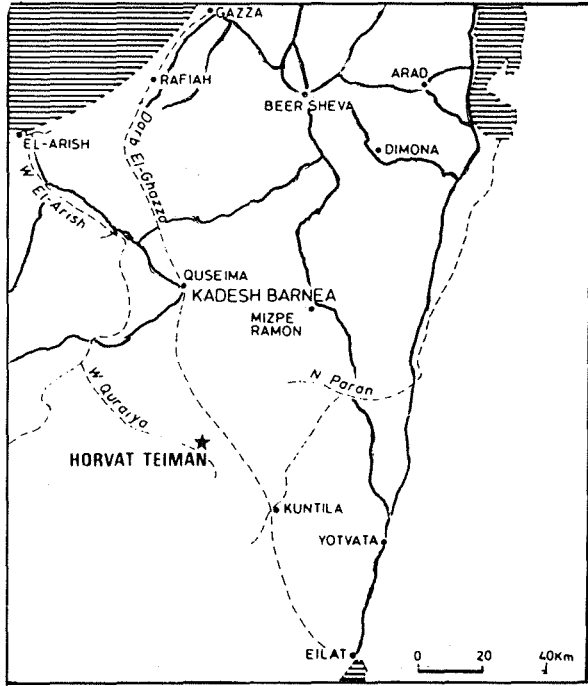 GAZZA
RAFIAH
ARAD
BEER SHEVA
Darb El-Ghazza
EL-ARISH
DIMONA
W. El-Arish
QUSEIMA
KADESH BARNEA
MIZPE
RAMON
N. Paran
W. Quraiya
HORVAT TEIMAN
KUNTILA
YOTVATA
EILAT
0 20 40Km